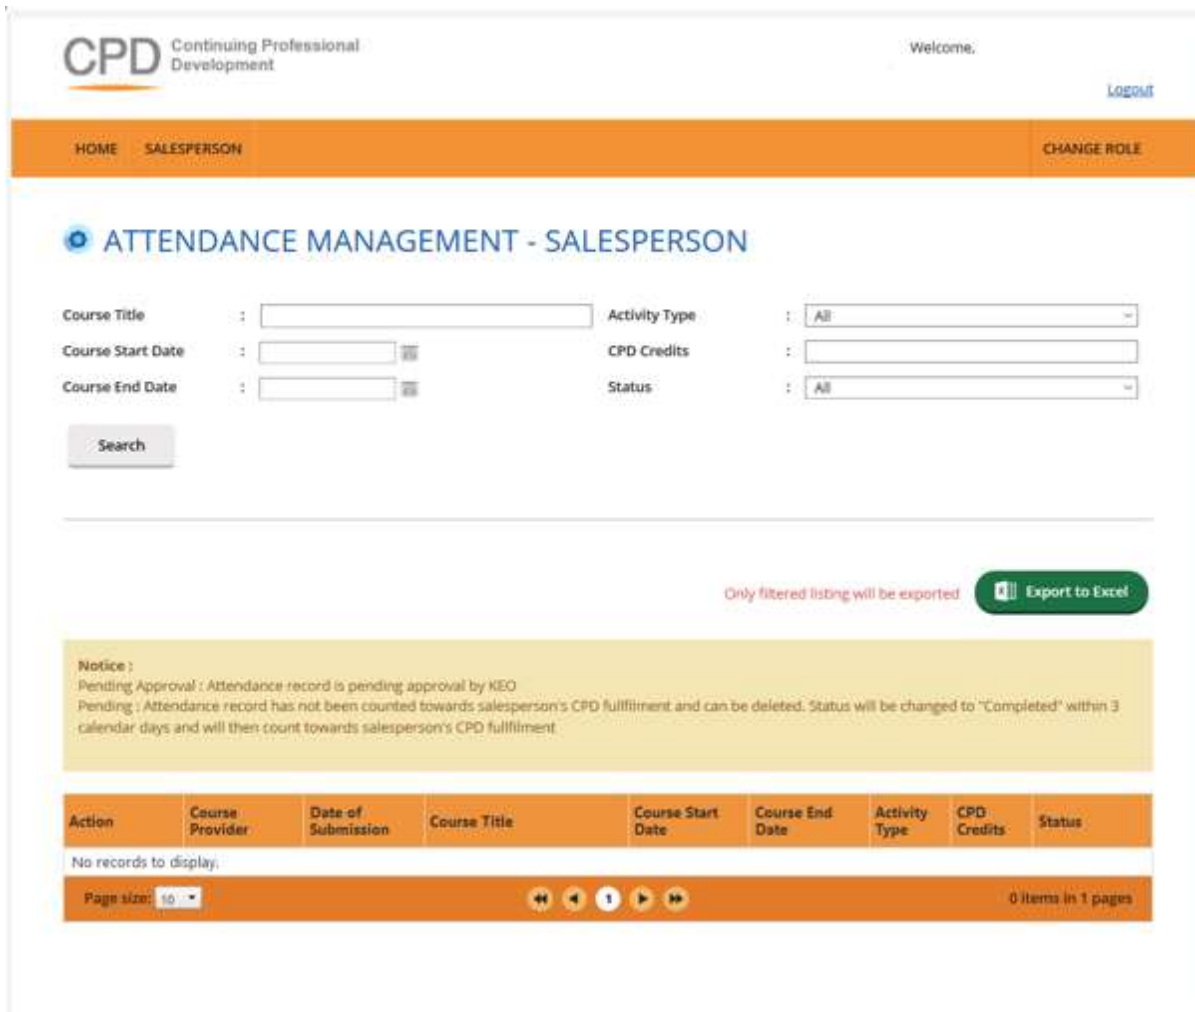 CPD Continuing Professional
Development
Welcome,
Logout
HOME SALESPERSON CHANGE ROLE
ATTENDANCE MANAGEMENT - SALESPERSON
Course Title : Activity Type : All
Course Start Date : CPD Credits :
Course End Date : Status : All
Search
Only filtered listing will be exported Export to Excel
Notice :
Pending Approval : Attendance record is pending approval by KEO
Pending : Attendance record has not been counted towards salesperson's CPD fullfilment and can be deleted. Status will be changed to "Completed" within 3
calendar days and will then count towards salesperson's CPD fullfilment
Action Course Provider Date of Submission Course Title Course Start Date Course End Date Activity Type CPD Credits Status
No records to display.
Page size: 10 1 0 items in 1 pages